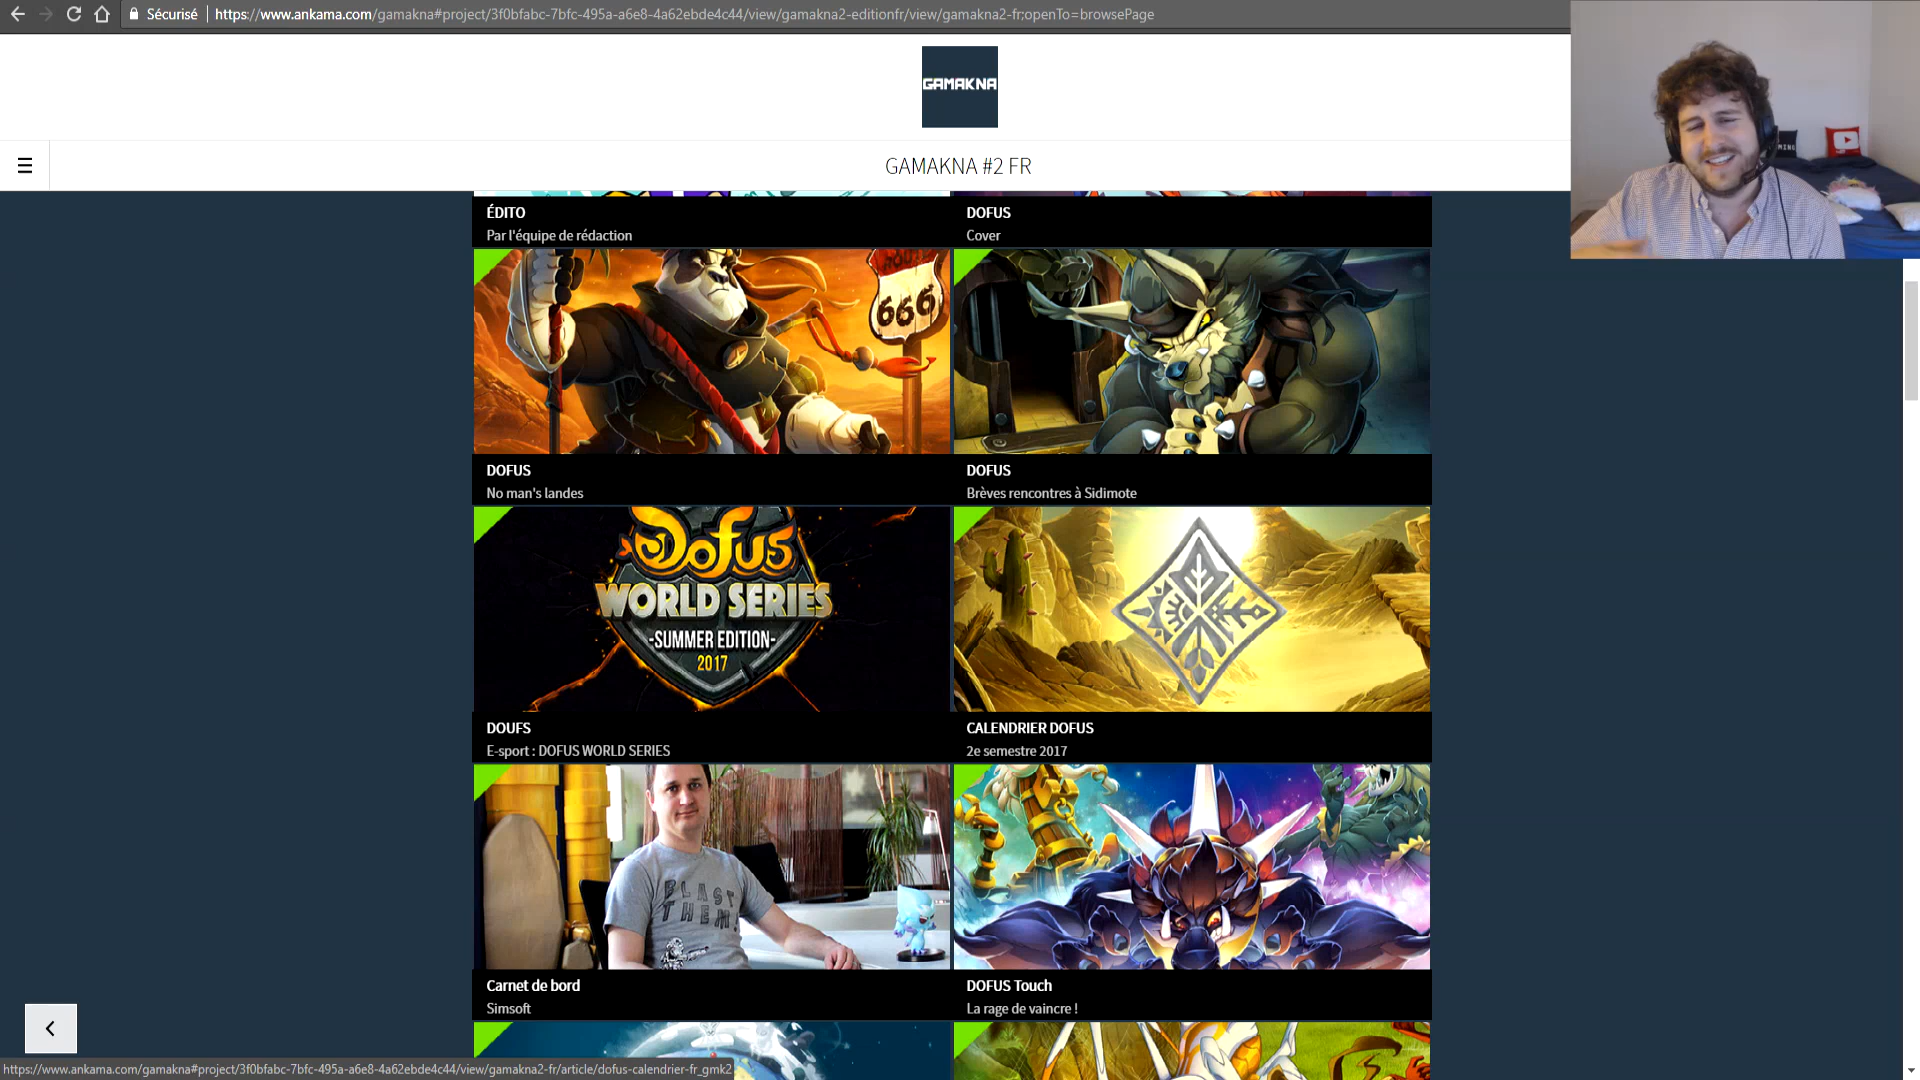 Sécurisé
https://www.ankama.com/gamakna#project/3f0bfabc-7bfc-495a-a6e8-4a62ebde4c44/view/gamakna2-editionfr/view/gamakna2-fr;openTo=browsePage
GAMAKNA
GAMAKNA #2 FR
ÉDITO
Par l'équipe de rédaction
DOFUS
Cover
666
DOFUS
No man's landes
DOFUS
Brèves rencontres à Sidimote
Dofus
WORLD SERIES
-SUMMER EDITION-
2017
DOUFS
E-sport : DOFUS WORLD SERIES
CALENDRIER DOFUS
2e semestre 2017
BLAST
THEM!
Carnet de bord
Simsoft
DOFUS Touch
La rage de vaincre !
https://www.ankama.com/gamakna#project/3f0bfabc-7bfc-495a-a6e8-4a62ebde4c44/view/gamakna2-fr/article/dofus-calendrier-fr_gmk2